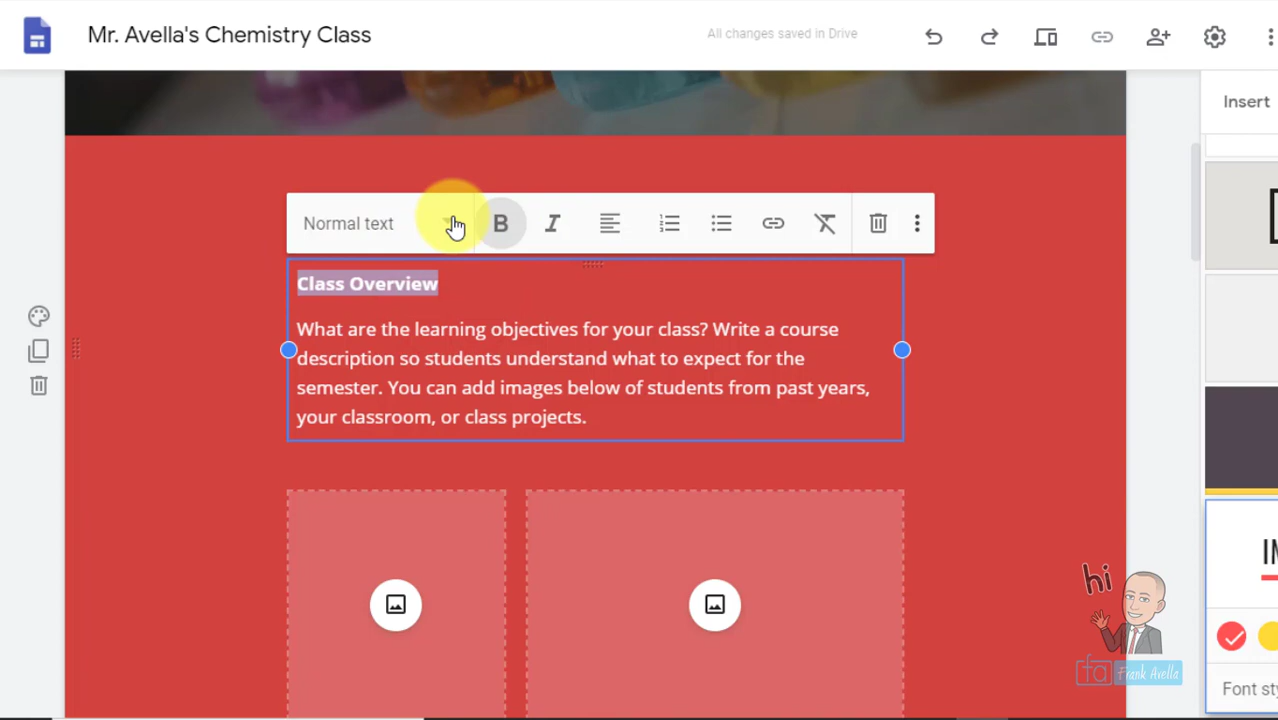 Mr. Avella's Chemistry Class
All changes saved in Drive
Insert
Normal text
B
I
Class Overview
What are the learning objectives for your class? Write a course
description so students understand what to expect for the
semester. You can add images below of students from past years,
your classroom, or class projects.
hi
fa Frank Avella
Font sty